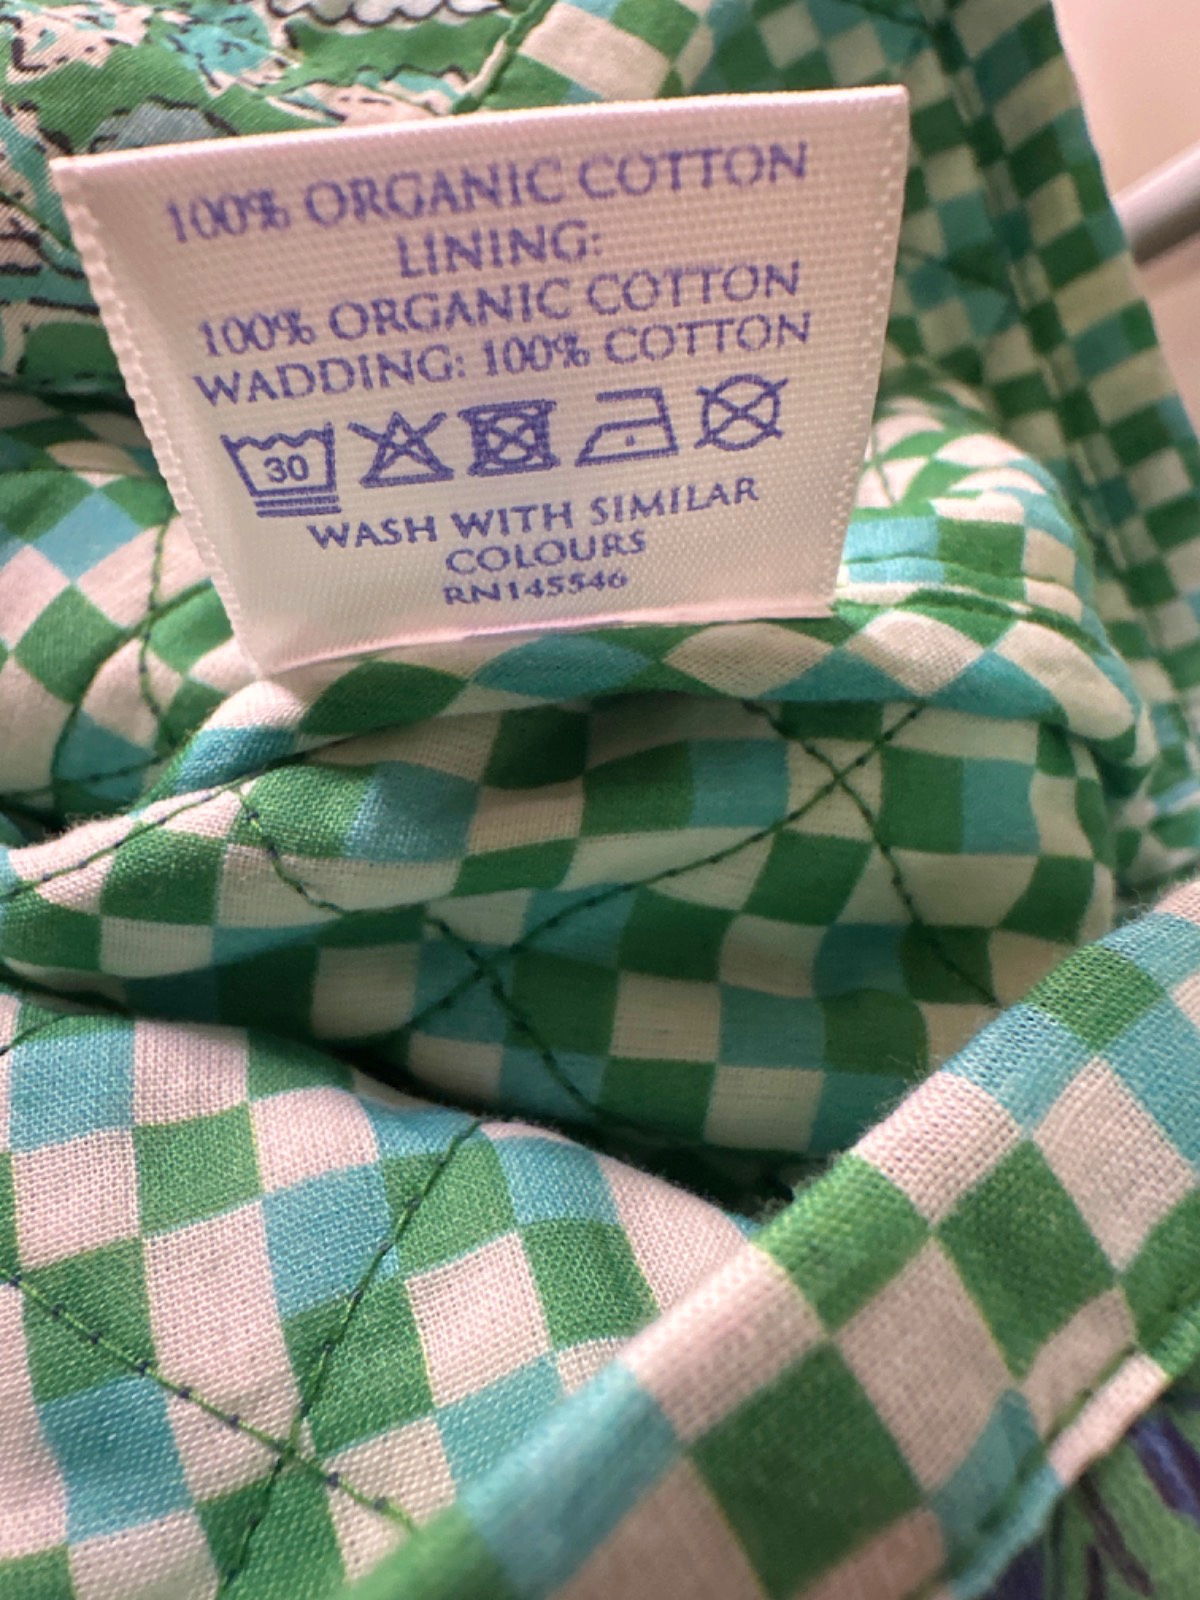 100% ORGANIC COTTON
LINING:
100% ORGANIC COTTON
WADDING: 100% COTTON
30
WASH WITH SIMILAR
COLOURS
RN145546